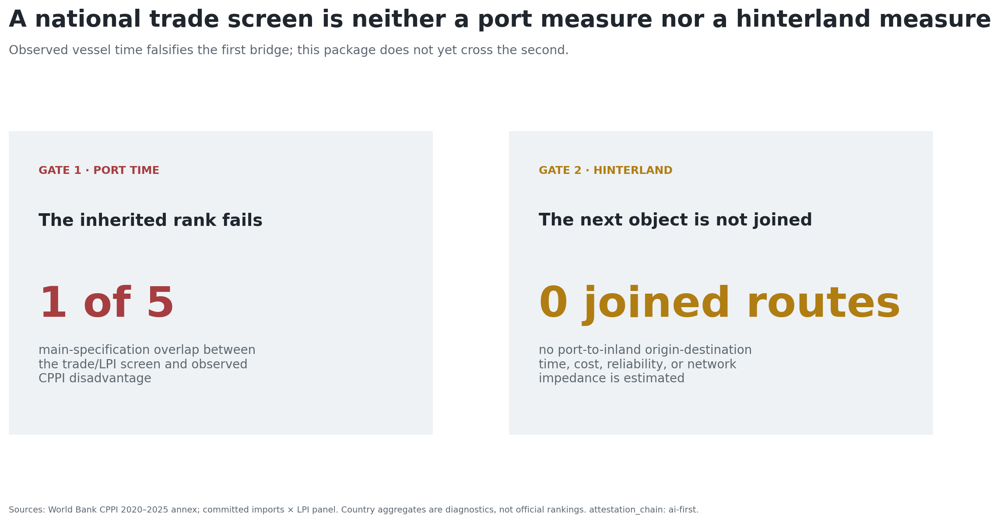 A national trade screen is neither a port measure nor a hinterland measure
Observed vessel time falsifies the first bridge; this package does not yet cross the second.
GATE 1 · PORT TIME
The inherited rank fails
1 of 5
main-specification overlap between
the trade/LPI screen and observed
CPPI disadvantage
GATE 2 · HINTERLAND
The next object is not joined
0 joined routes
no port-to-inland origin-destination
time, cost, reliability, or network
impedance is estimated
Sources: World Bank CPPI 2020–2025 annex; committed imports × LPI panel. Country aggregates are diagnostics, not official rankings. attestation_chain: ai-first.